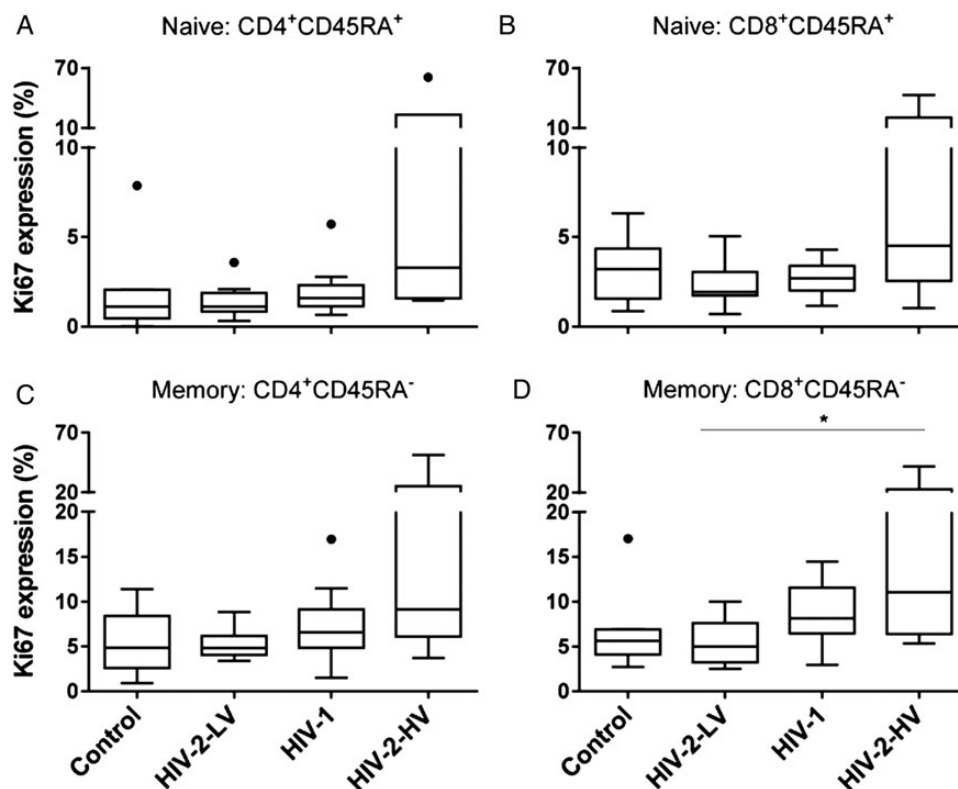 A
Naive: CD4⁺CD45RA⁺
B
Naive: CD8⁺CD45RA⁺
Ki67 expression (%)
70
10
10
5
0
70
10
10
5
0
C
Memory: CD4⁺CD45RA⁻
D
Memory: CD8⁺CD45RA⁻
Ki67 expression (%)
70
20
20
15
10
5
0
70
20
20
15
10
5
0
*
Control
HIV-2-LV
HIV-1
HIV-2-HV
Control
HIV-2-LV
HIV-1
HIV-2-HV